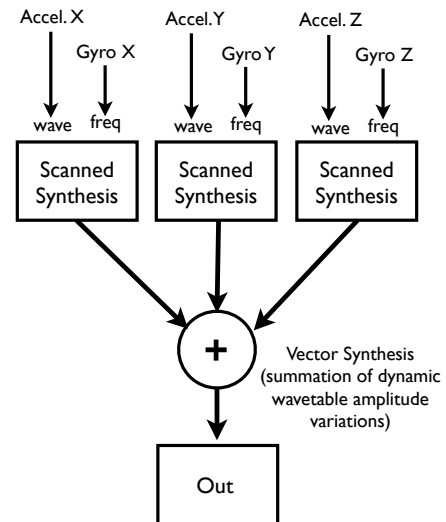 Accel. X
Accel. Y
Accel. Z
Gyro X
Gyro Y
Gyro Z
wave
freq
wave
freq
wave
freq
Scanned
Synthesis
Scanned
Synthesis
Scanned
Synthesis
+
Vector Synthesis
(summation of dynamic
wavetable amplitude
variations)
Out